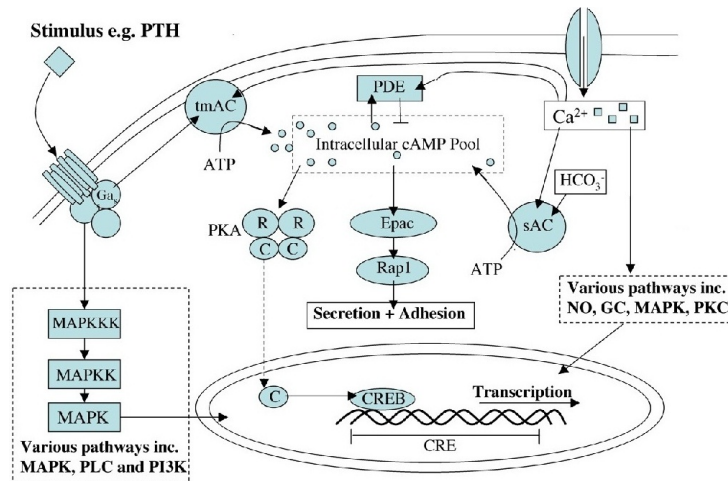 Stimulus e.g. PTH
tmAC
PDE
Ca2+
ATP
Intracellular cAMP Pool
HCO3-
Gas
PKA
R
R
C
C
Epac
sAC
ATP
Rap1
Secretion + Adhesion
Various pathways inc.
NO, GC, MAPK, PKC
MAPKKK
MAPKK
MAPK
Various pathways inc.
MAPK, PLC and PI3K
C
CREB
Transcription
CRE